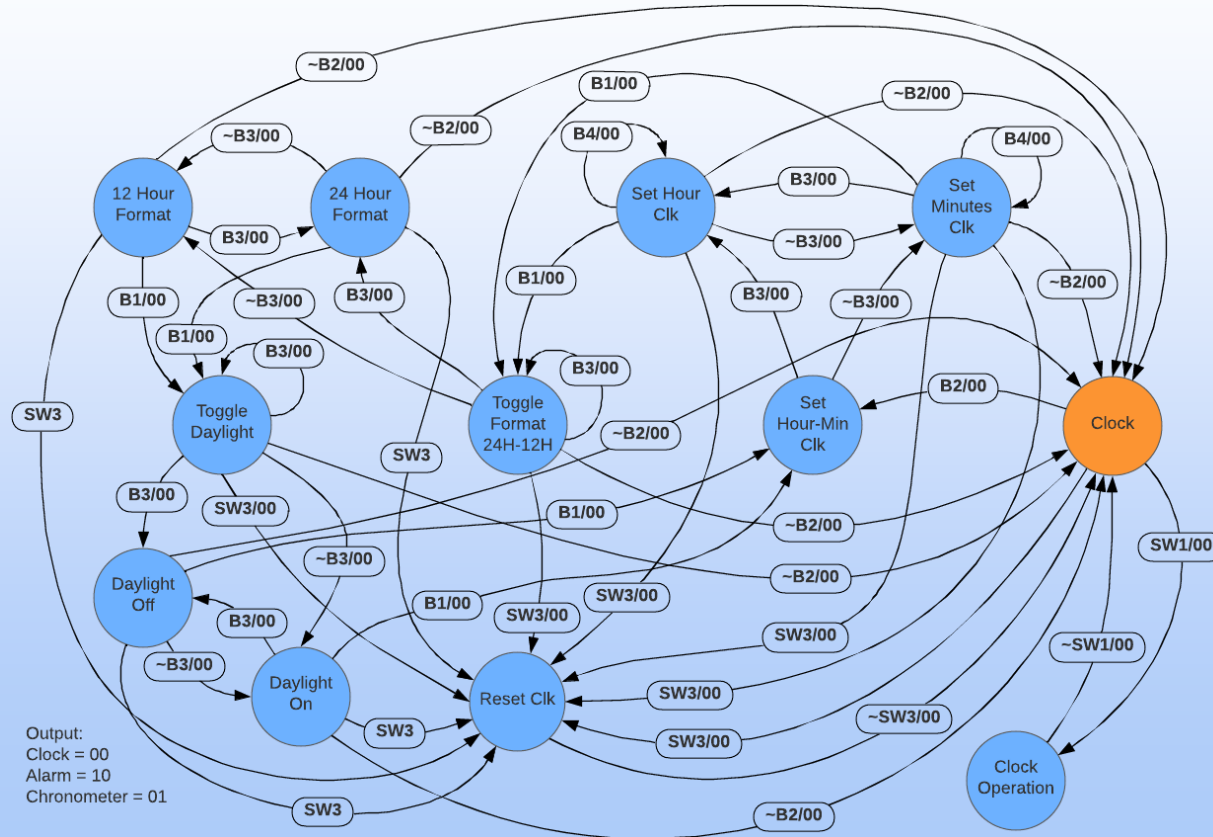 ~B2/00
B1/00
~B2/00
~B3/00
~B2/00
B4/00
B4/00
12 Hour
Format
24 Hour
Format
Set Hour
Clk
Set
Minutes
Clk
B3/00
B3/00
~B3/00
B1/00
~B3/00
B3/00
B1/00
B3/00
~B3/00
~B2/00
B1/00
B3/00
B3/00
B2/00
SW3
Toggle
Daylight
Toggle
Format
24H-12H
Set
Hour-Min
Clk
Clock
~B2/00
SW3
B3/00
SW3/00
B1/00
~B2/00
SW1/00
~B3/00
~B2/00
Daylight
Off
B1/00
SW3/00
B3/00
SW3/00
SW3/00
~SW1/00
~B3/00
Daylight
On
Reset Clk
SW3/00
~SW3/00
SW3
SW3/00
Output:
Clock = 00
Alarm = 10
Chronometer = 01
Clock
Operation
SW3
~B2/00